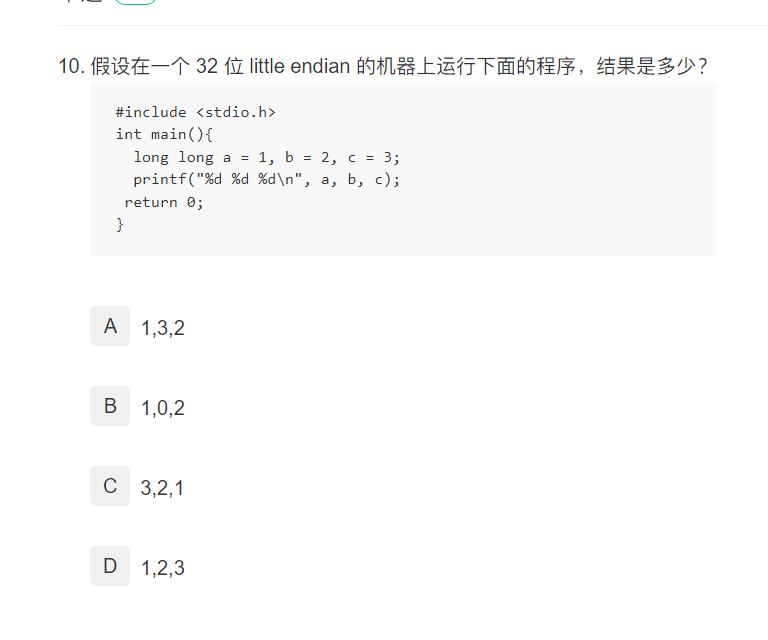 10. 假设在一个 32 位 little endian 的机器上运行下面的程序，结果是多少？
#include <stdio.h>
int main(){
  long long a = 1, b = 2, c = 3;
  printf("%d %d %d\n", a, b, c);
 return 0;
}
A 1,3,2
B 1,0,2
C 3,2,1
D 1,2,3